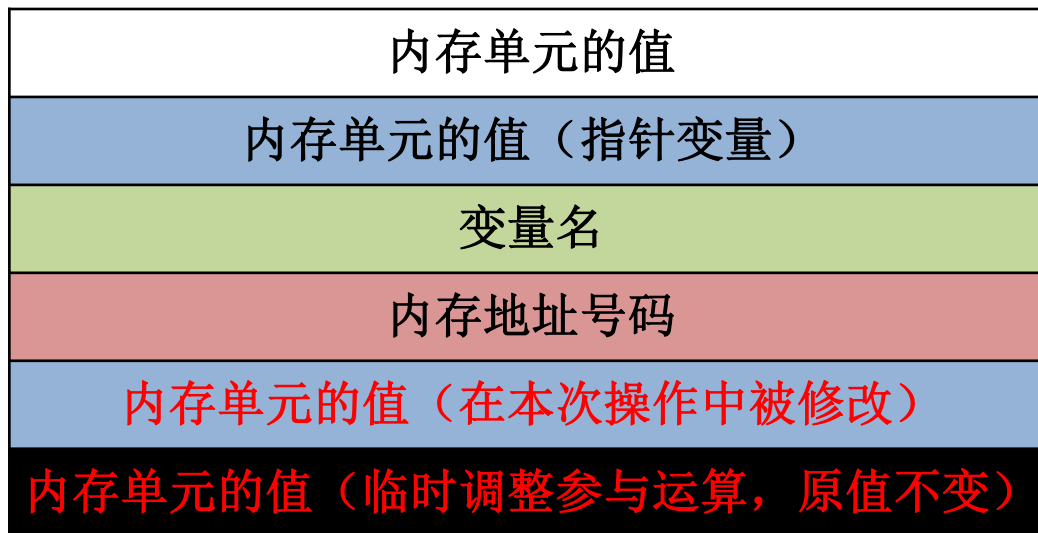 内存单元的值
内存单元的值（指针变量）
变量名
内存地址号码
内存单元的值（在本次操作中被修改）
内存单元的值（临时调整参与运算，原值不变）